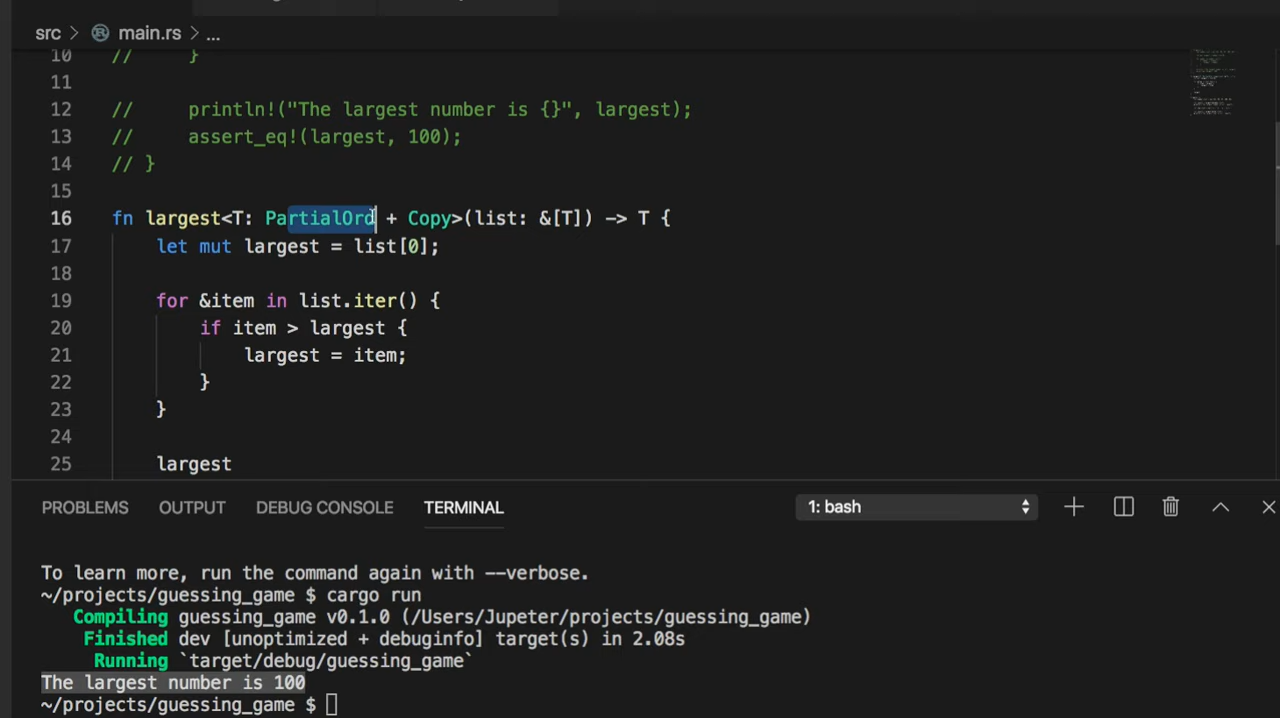 src > main.rs > ...
10 // }
11
12 // println!("The largest number is {}", largest);
13 // assert_eq!(largest, 100);
14 // }
15
16 fn largest<T: PartialOrd + Copy>(list: &[T]) -> T {
17 let mut largest = list[0];
18
19 for &item in list.iter() {
20 if item > largest {
21 largest = item;
22 }
23 }
24
25 largest
PROBLEMS OUTPUT DEBUG CONSOLE TERMINAL 1: bash
To learn more, run the command again with --verbose.
~/projects/guessing_game $ cargo run
Compiling guessing_game v0.1.0 (/Users/Jupeter/projects/guessing_game)
Finished dev [unoptimized + debuginfo] target(s) in 2.08s
Running `target/debug/guessing_game`
The largest number is 100
~/projects/guessing_game $